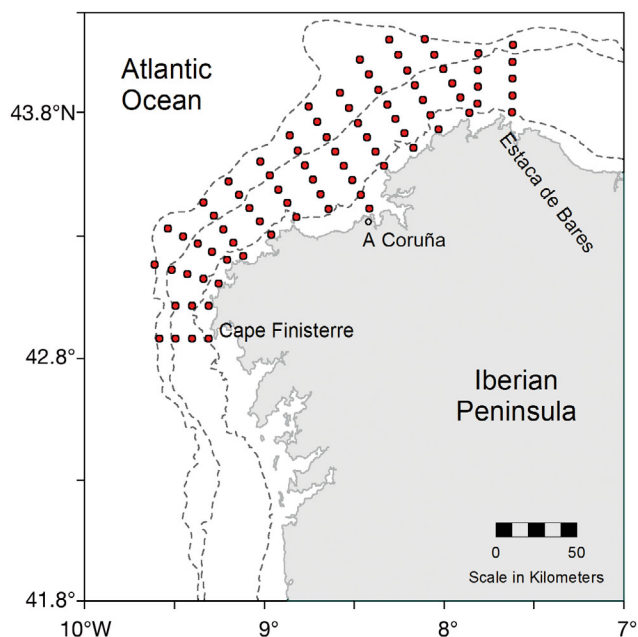 Atlantic
Ocean
43.8°N
Estaca de Bares
A Coruña
Cape Finisterre
42.8°
Iberian
Peninsula
0 50
Scale in Kilometers
41.8°
10°W 9° 8° 7°